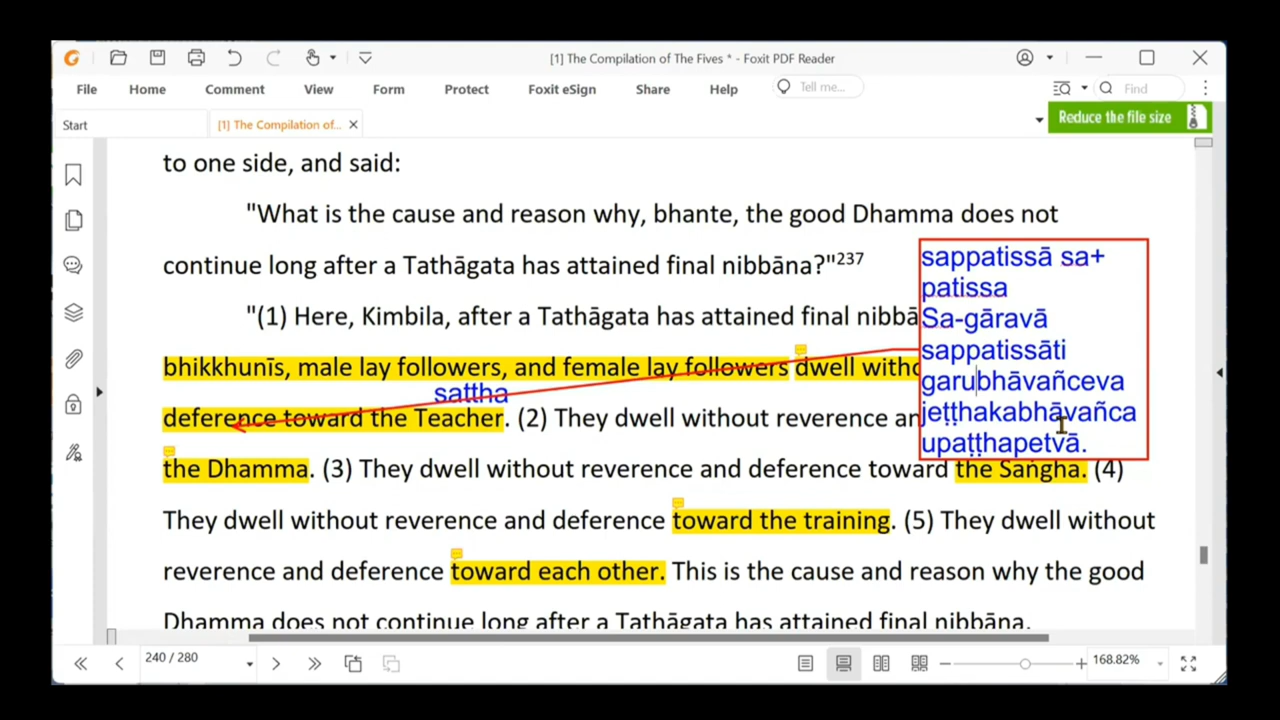 [1] The Compilation of The Fives * - Foxit PDF Reader
File Home Comment View Form Protect Foxit eSign Share Help Tell me... Find
Start [1] The Compilation of... Reduce the file size
to one side, and said:
"What is the cause and reason why, bhante, the good Dhamma does not
continue long after a Tathāgata has attained final nibbāna?"237
"(1) Here, Kimbila, after a Tathāgata has attained final nibbā
bhikkhunīs, male lay followers, and female lay followers dwell witho
deference toward the Teacher. (2) They dwell without reverence an
the Dhamma. (3) They dwell without reverence and deference toward the Saṅgha. (4)
They dwell without reverence and deference toward the training. (5) They dwell without
reverence and deference toward each other. This is the cause and reason why the good
Dhamma does not continue long after a Tathāgata has attained final nibbāna.
sattha
sappatissā sa+
patissa
Sa-gāravā
sappatissāti
garubhāvañceva
jeṭṭhakabhāvañca
upaṭṭhapetvā.
240 / 280 168.82%